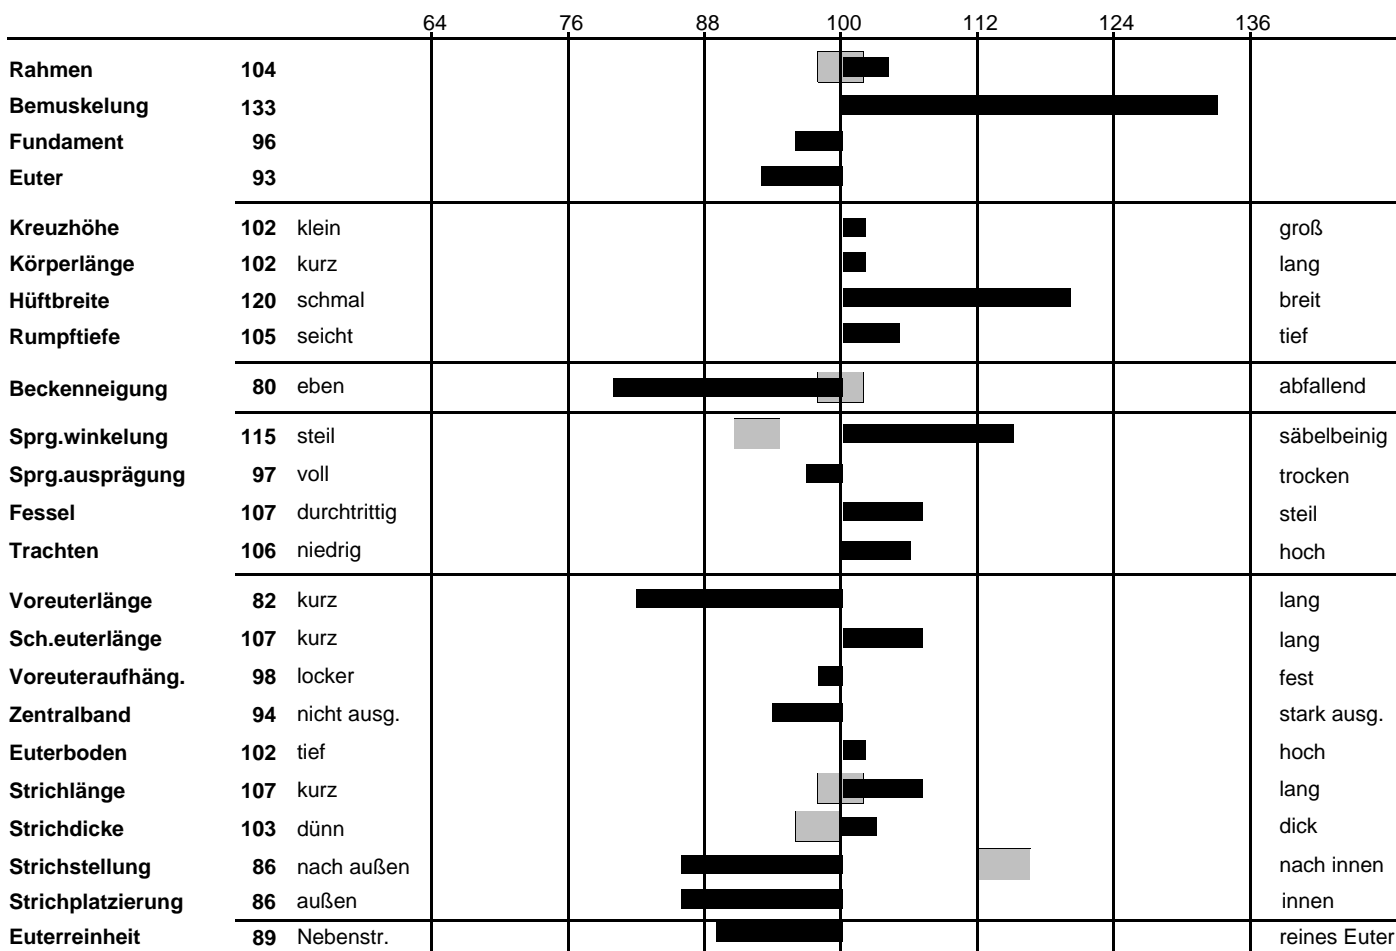 64 76 88 100 112 124 136
Rahmen 104
Bemuskelung 133
Fundament 96
Euter 93
Kreuzhöhe 102 klein groß
Körperlänge 102 kurz lang
Hüftbreite 120 schmal breit
Rumpftiefe 105 seicht tief
Beckenneigung 80 eben abfallend
Sprg.winkelung 115 steil säbelbeinig
Sprg.ausprägung 97 voll trocken
Fessel 107 durchtrittig steil
Trachten 106 niedrig hoch
Voreuterlänge 82 kurz lang
Sch.euterlänge 107 kurz lang
Voreuteraufhäng. 98 locker fest
Zentralband 94 nicht ausg. stark ausg.
Euterboden 102 tief hoch
Strichlänge 107 kurz lang
Strichdicke 103 dünn dick
Strichstellung 86 nach außen nach innen
Strichplatzierung 86 außen innen
Euterreinheit 89 Nebenstr. reines Euter